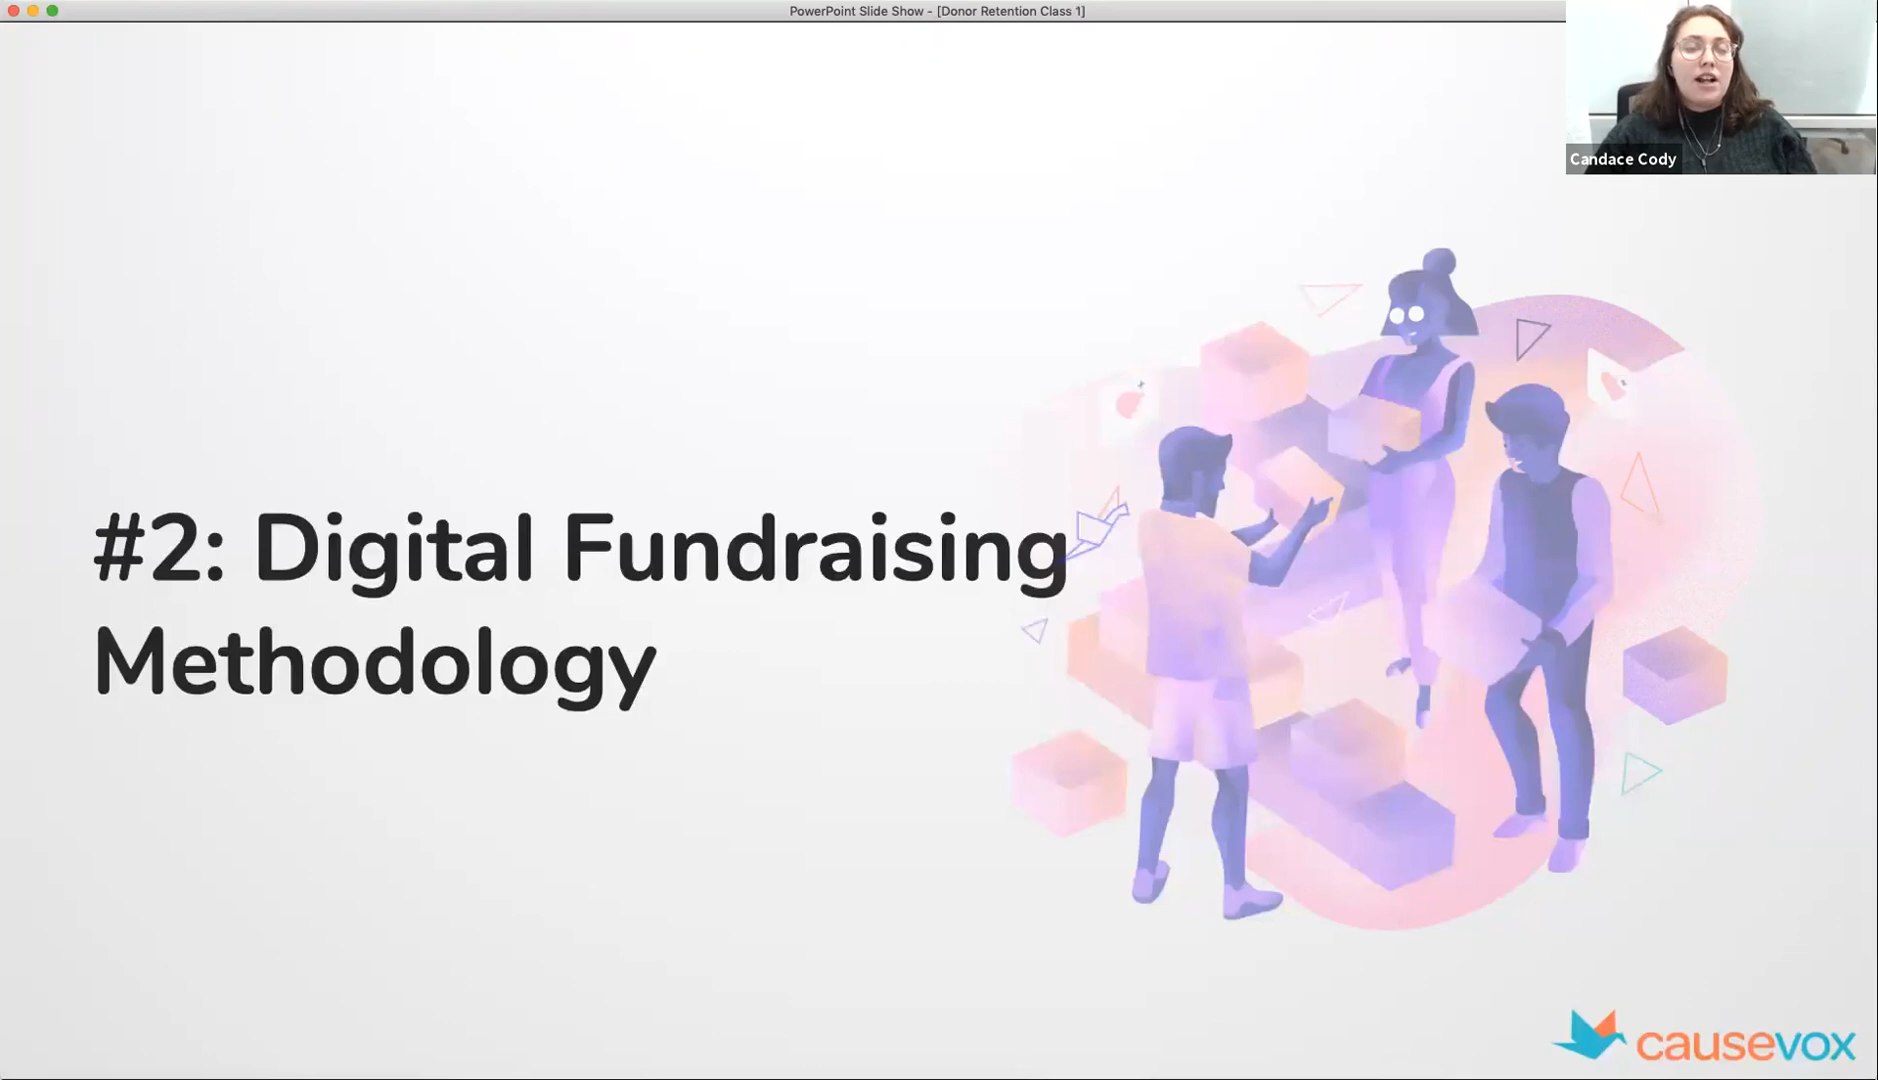 PowerPoint Slide Show - [Donor Retention Class 1]
Candace Cody
#2: Digital Fundraising
Methodology
causevox